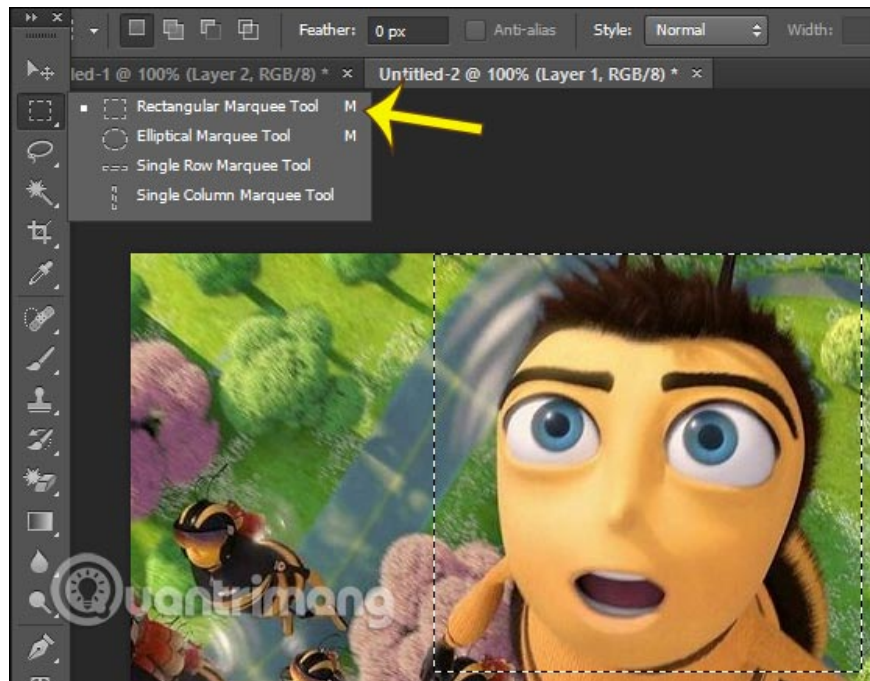 Feather: 0 px Anti-alias Style: Normal Width:
led-1 @ 100% (Layer 2, RGB/8) * × Untitled-2 @ 100% (Layer 1, RGB/8) * ×
Rectangular Marquee Tool M
Elliptical Marquee Tool M
Single Row Marquee Tool
Single Column Marquee Tool
Quantrimang